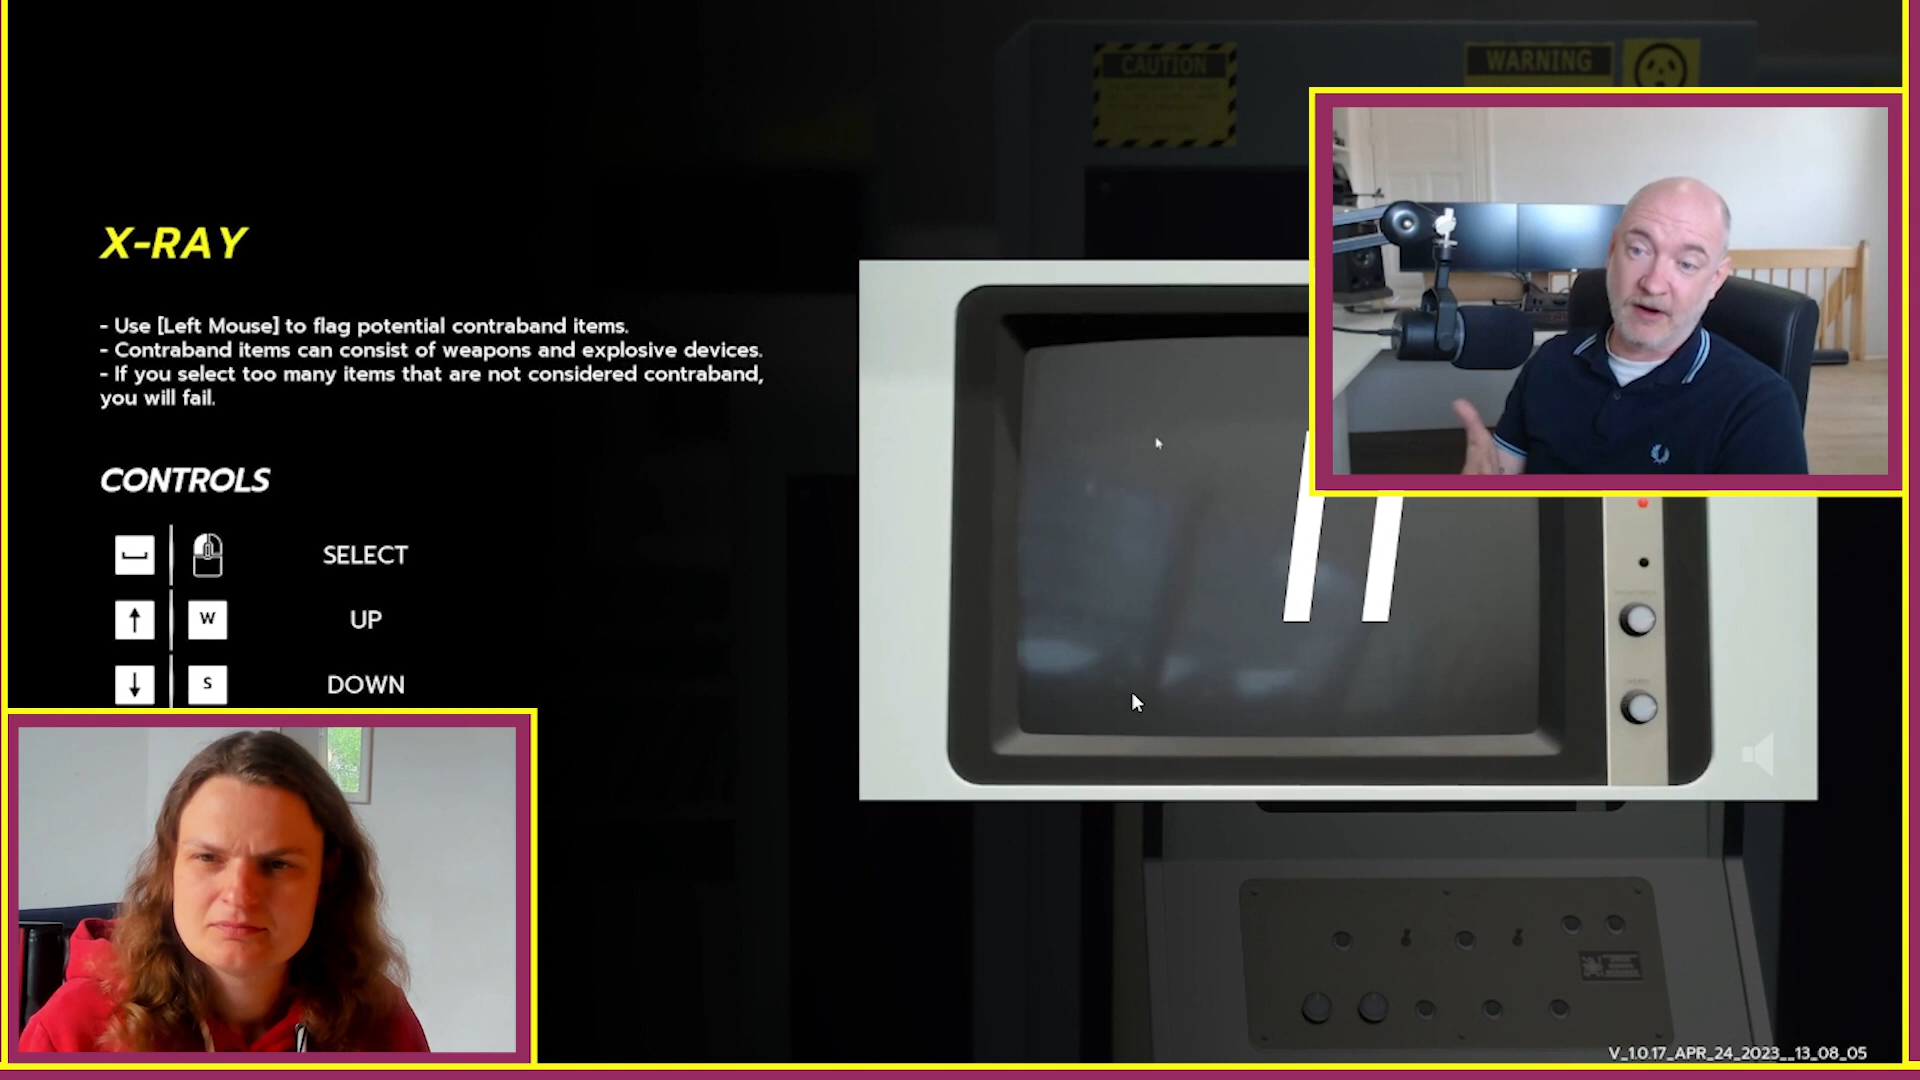 CAUTION
WARNING
X-RAY
- Use [Left Mouse] to flag potential contraband items.
- Contraband items can consist of weapons and explosive devices.
- If you select too many items that are not considered contraband,
you will fail.
CONTROLS
SELECT
W
UP
S
DOWN
V_1.0.17_APR_24_2023__13_08_05